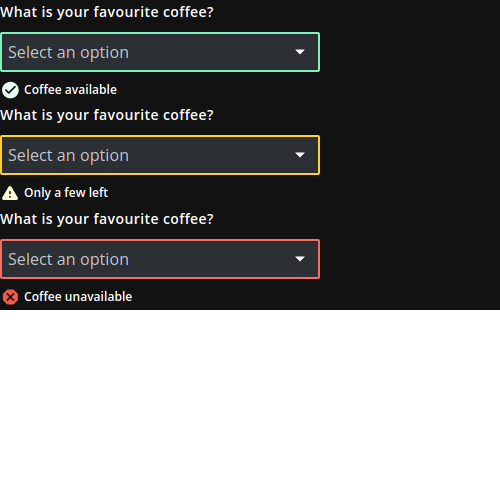 What is your favourite coffee?
Select an option
Coffee available
What is your favourite coffee?
Select an option
Only a few left
What is your favourite coffee?
Select an option
Coffee unavailable